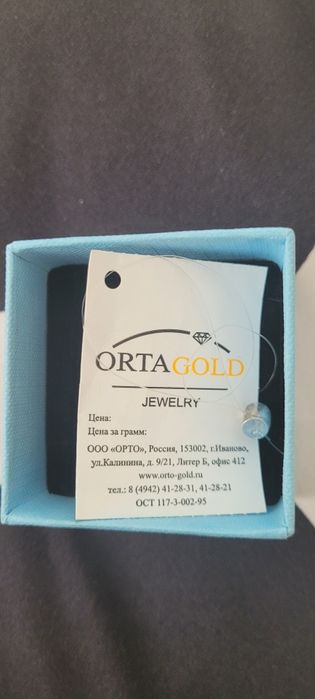 ORTAGOLD
JEWELRY
Цена:
Цена за грамм:
ООО «ОРТО», Россия, 153002, г.Иваново,
ул.Калинина, д. 9/21, Литер Б, офис 412
www.orto-gold.ru
тел.: 8 (4942) 41-28-31, 41-28-21
ОСТ 117-3-002-95